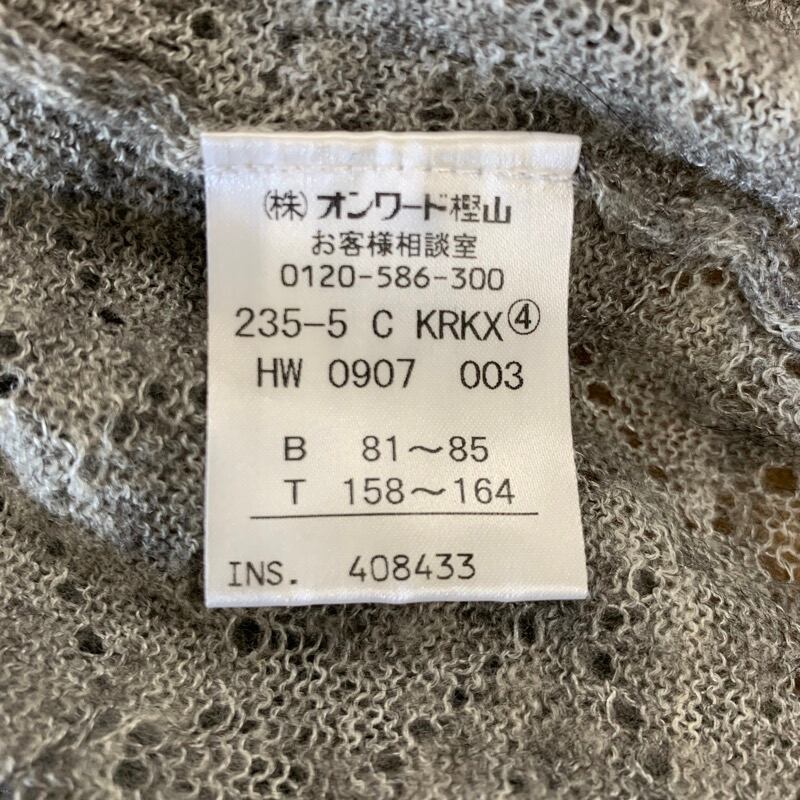 (株)オンワード樫山
お客様相談室
0120-586-300
235-5 C KRKX④
HW 0907 003
B 81～85
T 158～164
INS. 408433